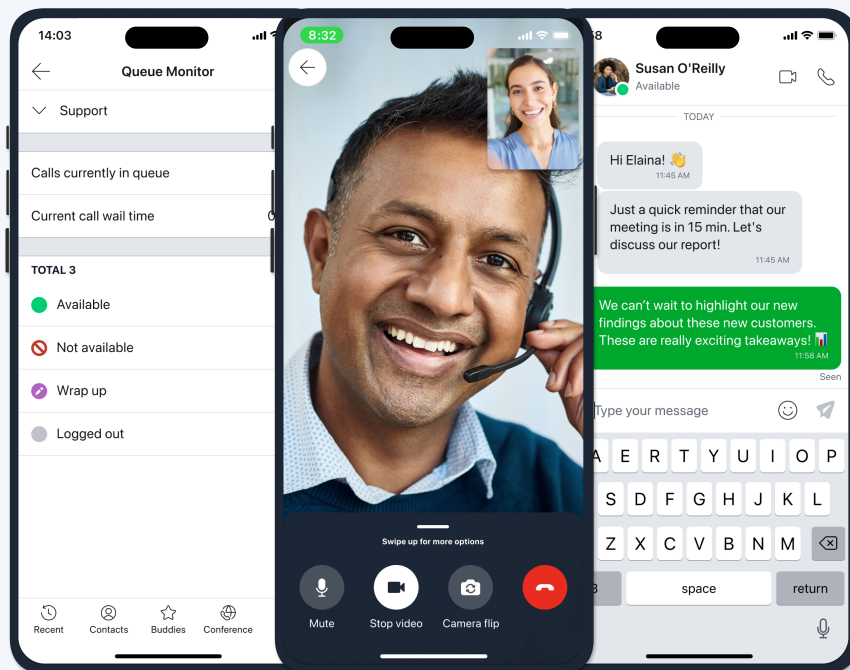 14:03
Queue Monitor
Support
Calls currently in queue
Current call wait time
TOTAL 3
Available
Not available
Wrap up
Logged out
Recent
Contacts
Buddies
Conference
8:32
Swipe up for more options
Mute
Stop video
Camera flip
Susan O'Reilly
Available
TODAY
Hi Elaina! 👋
11:45 AM
Just a quick reminder that our
meeting is in 15 min. Let's
discuss our report!
11:45 AM
We can’t wait to highlight our new
findings about these new customers.
These are really exciting takeaways! 📊
11:58 AM
Seen
Type your message
E R T Y U I O P
S D F G H J K L
Z X C V B N M
space
return